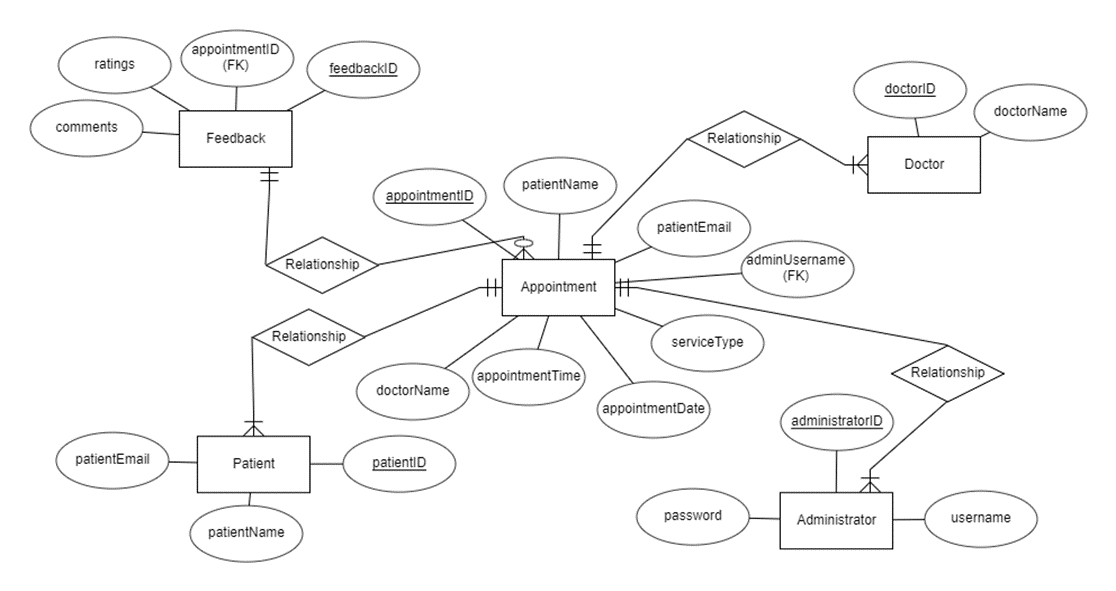 appointmentID
(FK)
ratings
feedbackID
comments
Feedback
doctorID
doctorName
Relationship
Doctor
patientName
appointmentID
patientEmail
adminUsername
(FK)
Relationship
Appointment
Relationship
serviceType
Relationship
appointmentTime
doctorName
appointmentDate
administratorID
patientEmail
Patient
patientID
patientName
password
Administrator
username